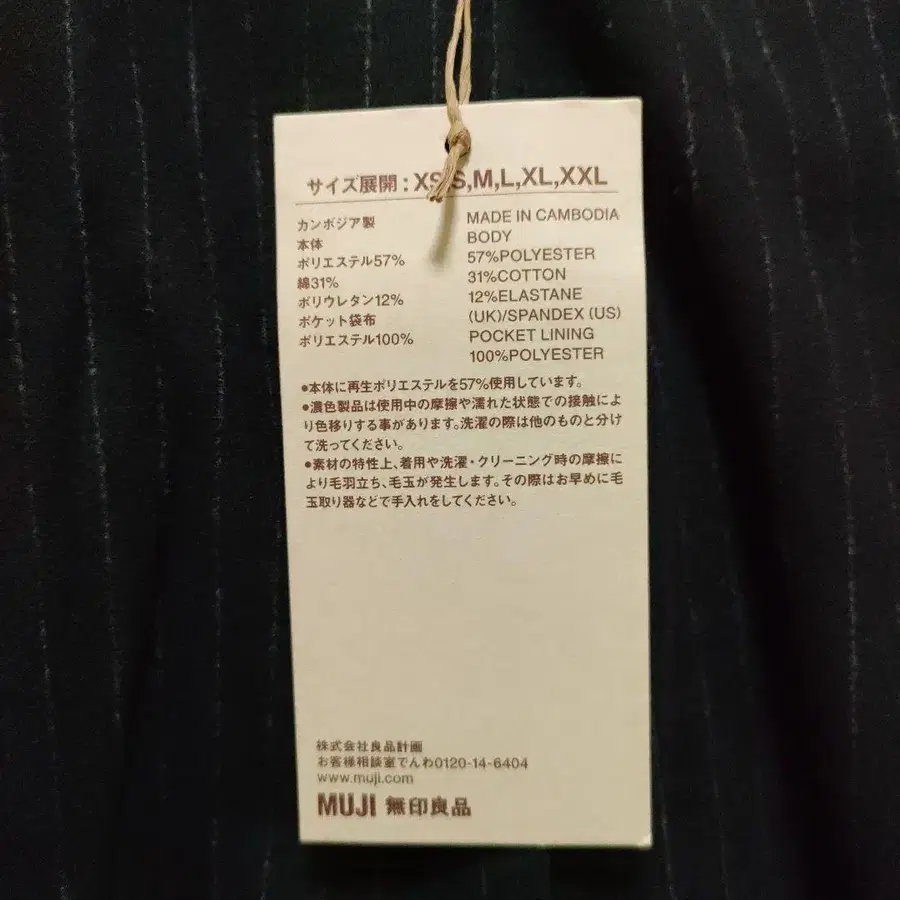 サイズ展開:XS,S,M,L,XL,XXL
カンボジア製
本体
ポリエステル57%
綿31%
ポリウレタン12%
ポケット袋布
ポリエステル100%
MADE IN CAMBODIA
BODY
57%POLYESTER
31%COTTON
12%ELASTANE
(UK)/SPANDEX (US)
POCKET LINING
100%POLYESTER
●本体に再生ポリエステルを57%使用しています。
●濃色製品は使用中の摩擦や濡れた状態での接触によ
り色移りする事があります。洗濯の際は他のものと分け
て洗ってください。
●素材の特性上、着用や洗濯・クリーニング時の摩擦に
より毛羽立ち、毛玉が発生します。その際はお早めに毛
玉取り器などで手入れをしてください。
株式会社良品計画
お客様相談室でんわ0120-14-6404
www.muji.com
MUJI 無印良品